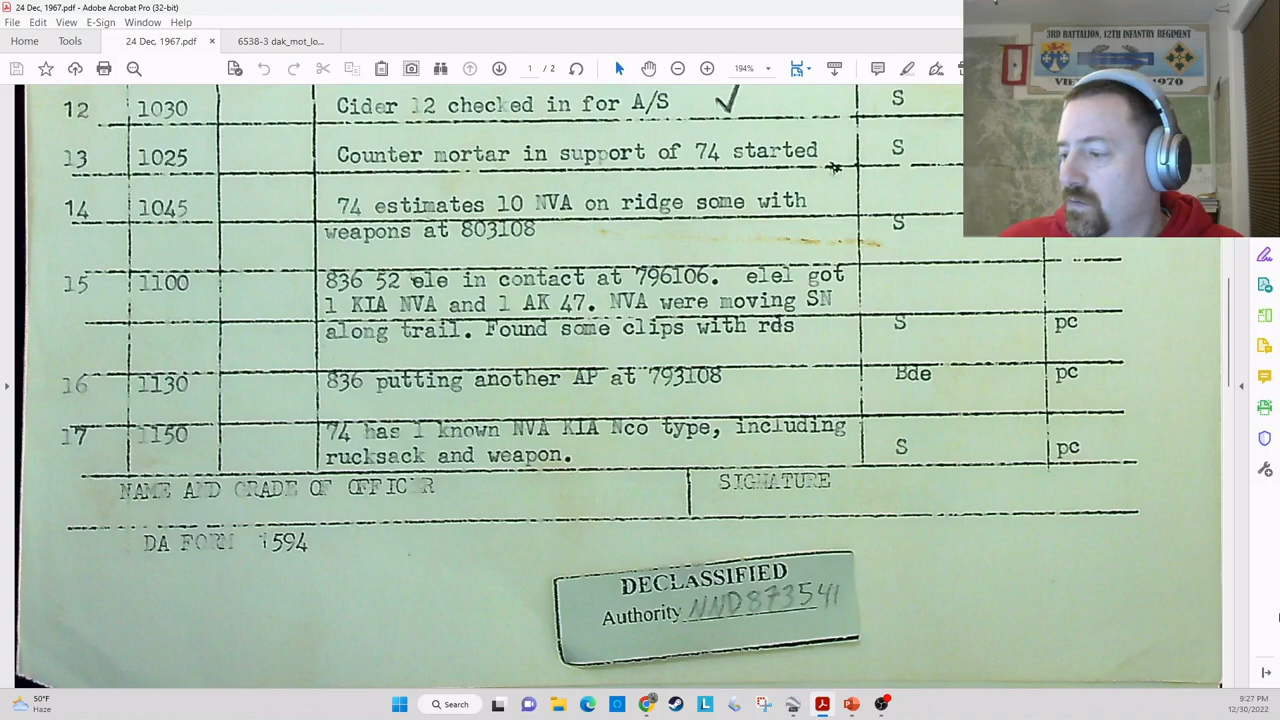 24 Dec, 1967.pdf - Adobe Acrobat Pro (32-bit)
File Edit View E-Sign Window Help
Home Tools 24 Dec, 1967.pdf × 6538-3 dak_mot_lo...
1 / 2 194%
3RD BATTALION, 12TH INFANTRY REGIMENT
1970
12 1030 Cider 12 checked in for A/S S
13 1025 Counter mortar in support of 74 started S
14 1045 74 estimates 10 NVA on ridge some with
weapons at 803108 S
15 1100 836 52 ele in contact at 796106. elel got
1 KIA NVA and 1 AK 47. NVA were moving SN
along trail. Found some clips with rds S pc
16 1130 836 putting another AP at 793108 Bde pc
17 1150 74 has 1 known NVA KIA Nco type, including
rucksack and weapon. S pc
NAME AND GRADE OF OFFICER SIGNATURE
DA FORM 1594
DECLASSIFIED
Authority NND873541
50°F
Haze
Search
9:27 PM
12/30/2022